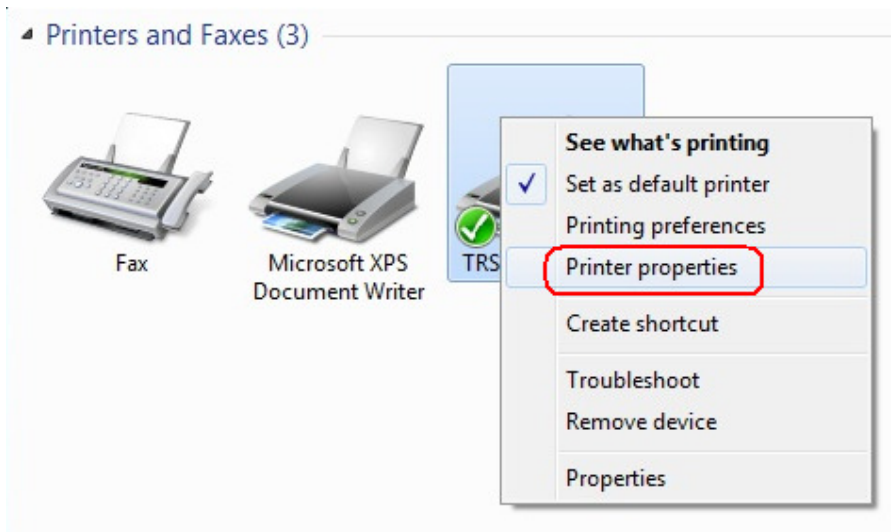 Printers and Faxes (3)
Fax
Microsoft XPS
Document Writer
TRS
See what's printing
Set as default printer
Printing preferences
Printer properties
Create shortcut
Troubleshoot
Remove device
Properties